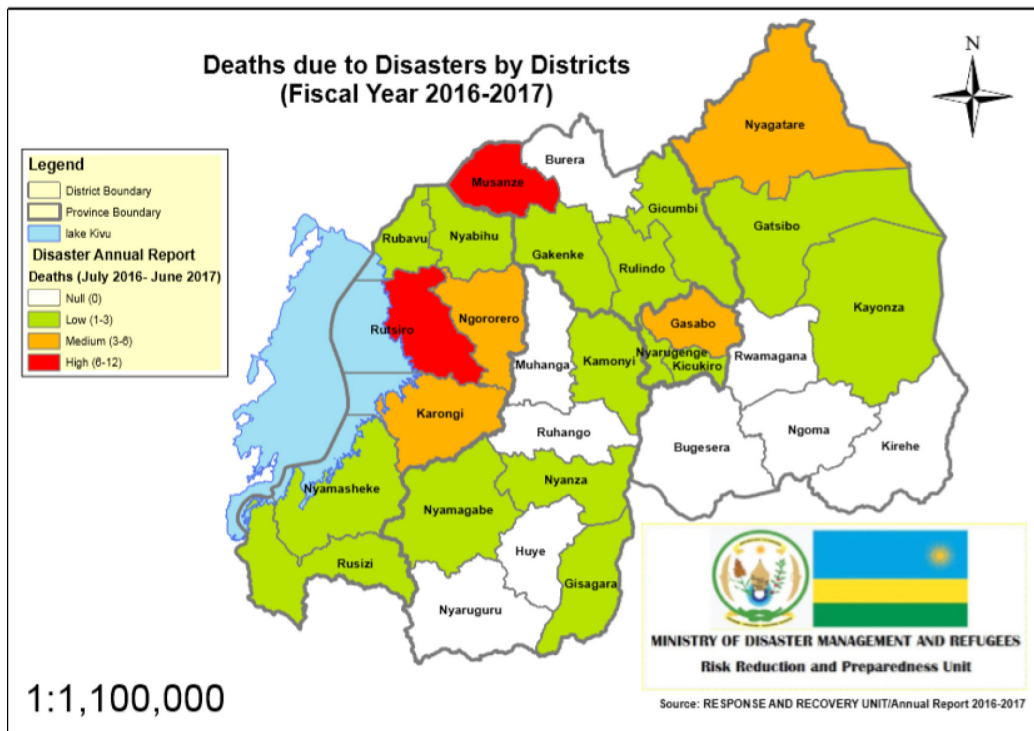 Deaths due to Disasters by Districts
(Fiscal Year 2016-2017)
N
Legend
District Boundary
Province Boundary
lake Kivu
Disaster Annual Report
Deaths (July 2016- June 2017)
Null (0)
Low (1-3)
Medium (3-6)
High (6-12)
Nyagatare
Burera
Musanze
Gicumbi
Gatsibo
Rubavu
Nyabihu
Gakenke
Rulindo
Kayonza
Rutsiro
Ngororero
Gasabo
Muhanga
Kamonyi
Nyarugenge
Kicukiro
Rwamagana
Karongi
Ruhango
Bugesera
Ngoma
Kirehe
Nyamasheke
Nyamagabe
Nyanza
Huye
Rusizi
Gisagara
Nyaruguru
MINISTRY OF DISASTER MANAGEMENT AND REFUGEES
Risk Reduction and Preparedness Unit
1:1,100,000
Source: RESPONSE AND RECOVERY UNIT/Annual Report 2016-2017